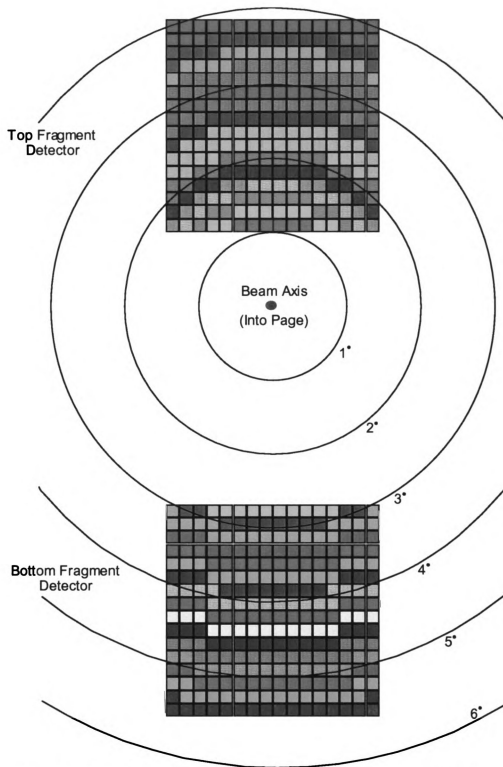 Top Fragment
Detector
Beam Axis
(Into Page)
1°
2°
3°
Bottom Fragment
Detector
4°
5°
6°